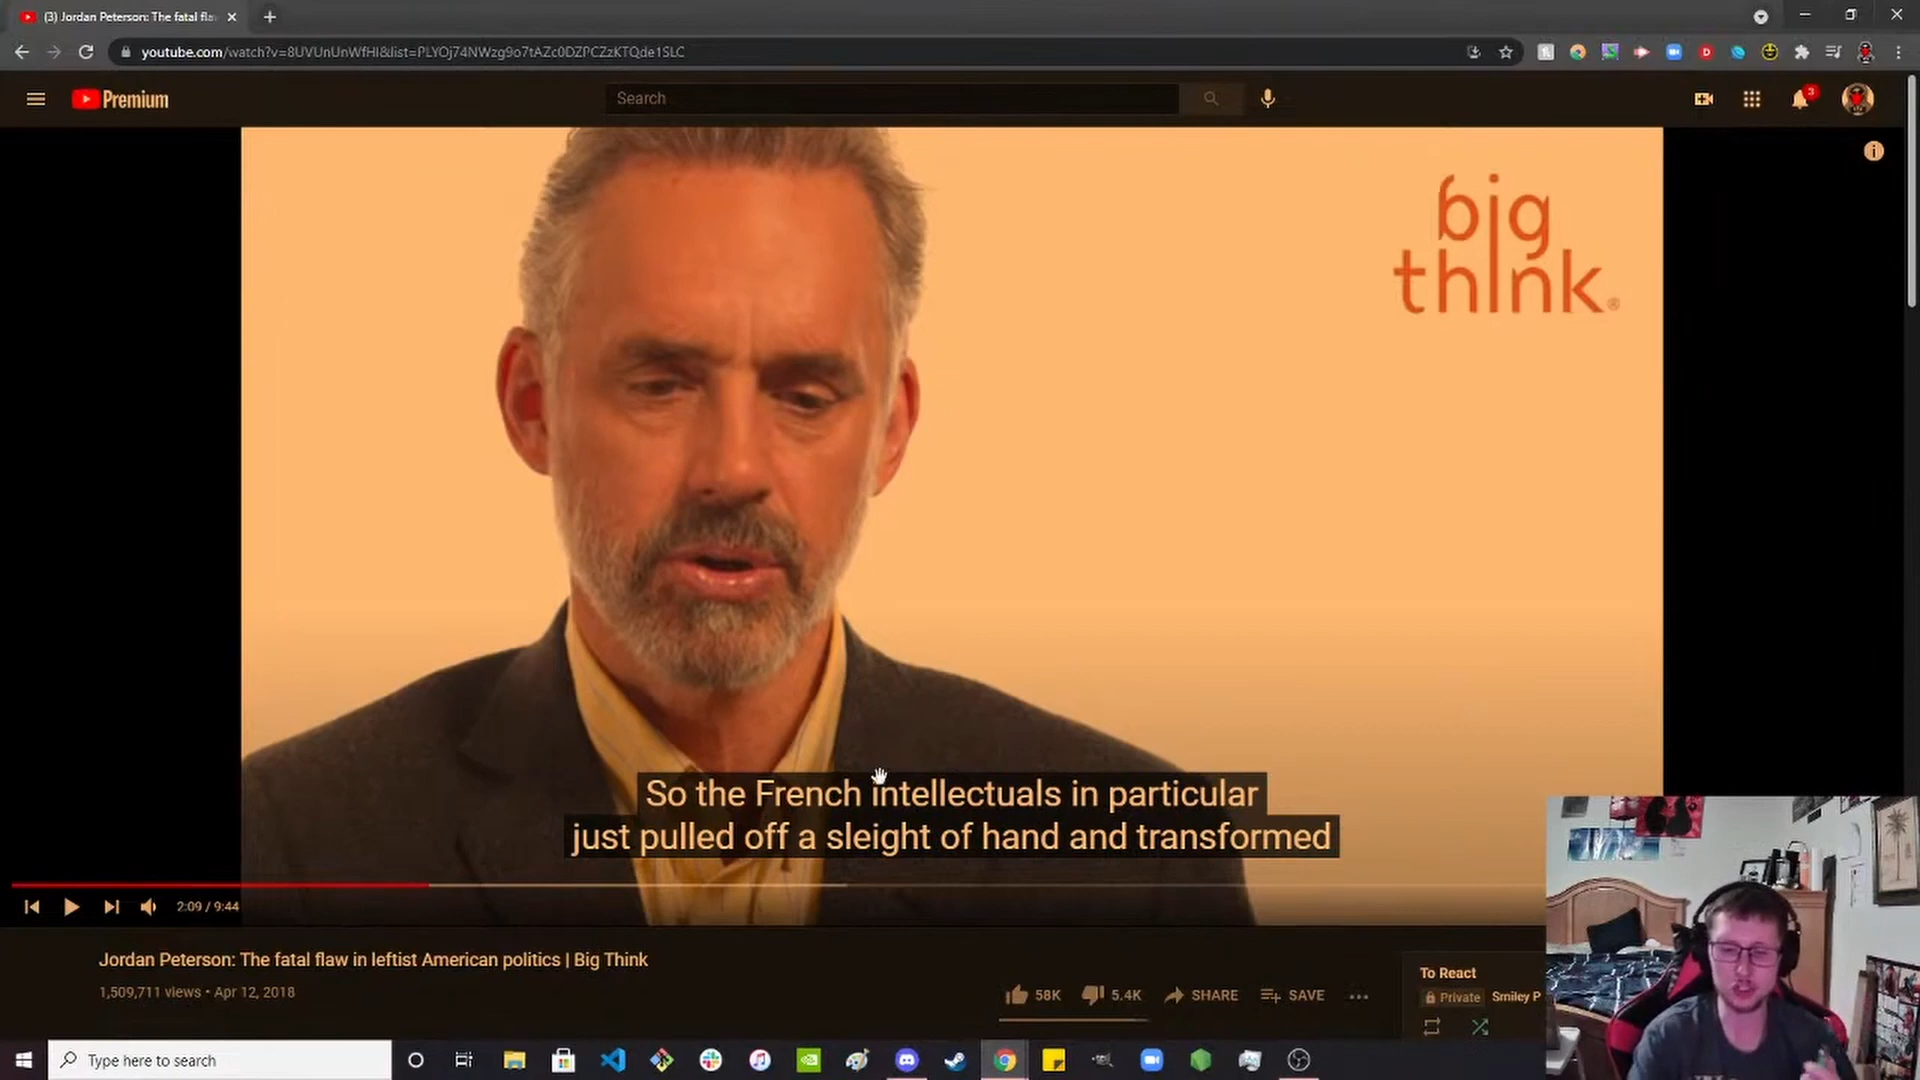 (3) Jordan Peterson: The fatal fla
youtube.com/watch?v=8UVUnUnWfHI&list=PLYOj74NWzg9o7tAZc0DZPCZzKTQde1SLC
Premium
Search
3
big
think
So the French intellectuals in particular
just pulled off a sleight of hand and transformed
2:09 / 9:44
Jordan Peterson: The fatal flaw in leftist American politics | Big Think
1,509,711 views • Apr 12, 2018
58K
5.4K
SHARE
SAVE
To React
Private
Smiley P
Type here to search